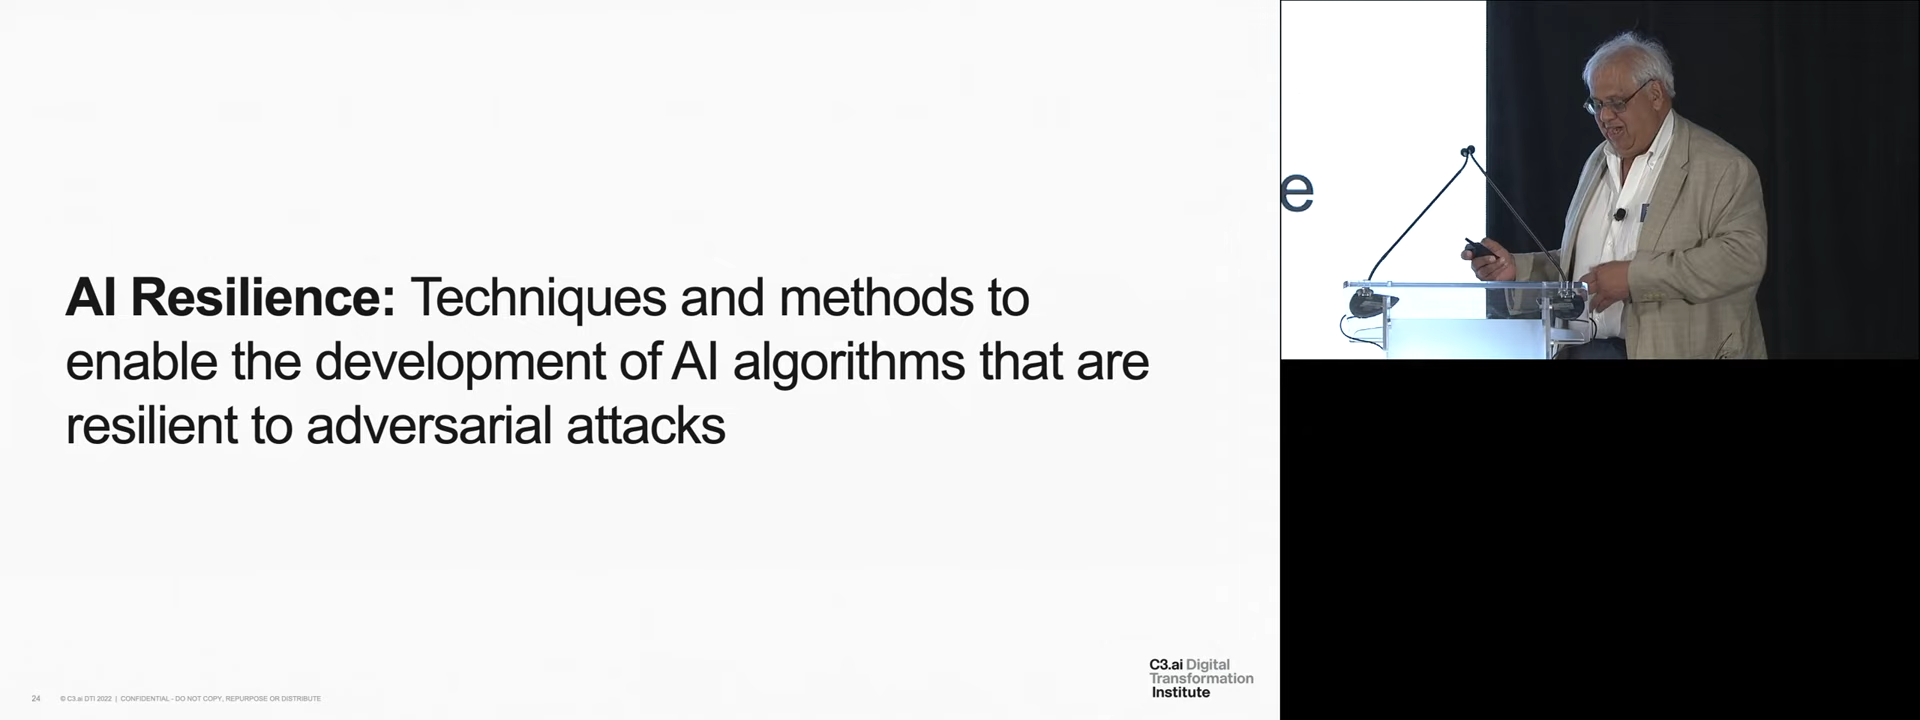 AI Resilience: Techniques and methods to
enable the development of AI algorithms that are
resilient to adversarial attacks
C3.ai Digital
Transformation
Institute
24 © C3.ai DTI 2022 | CONFIDENTIAL - DO NOT COPY, REPURPOSE OR DISTRIBUTE
e